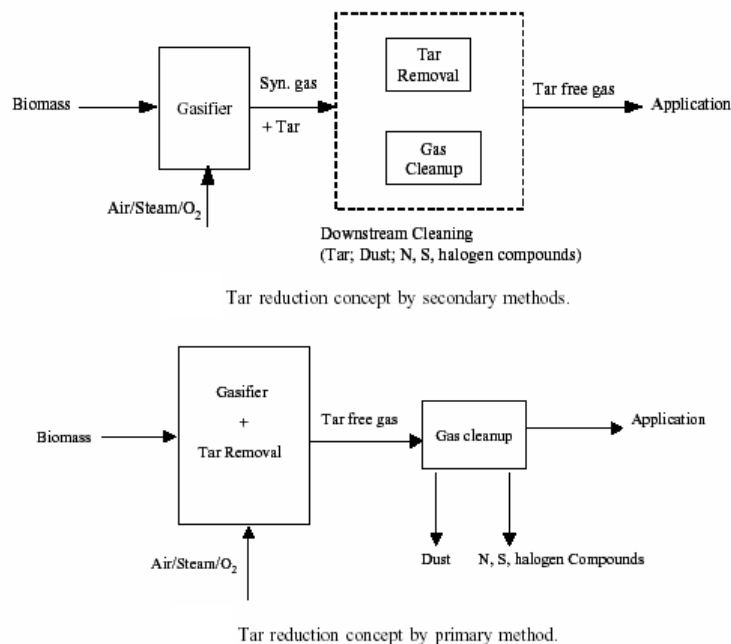 Biomass
Gasifier
Syn. gas
+ Tar
Air/Steam/O2
Tar
Removal
Gas
Cleanup
Tar free gas
Application
Downstream Cleaning
(Tar; Dust; N, S, halogen compounds)
Tar reduction concept by secondary methods.
Biomass
Gasifier
+
Tar Removal
Air/Steam/O2
Tar free gas
Gas cleanup
Application
Dust
N, S, halogen Compounds
Tar reduction concept by primary method.